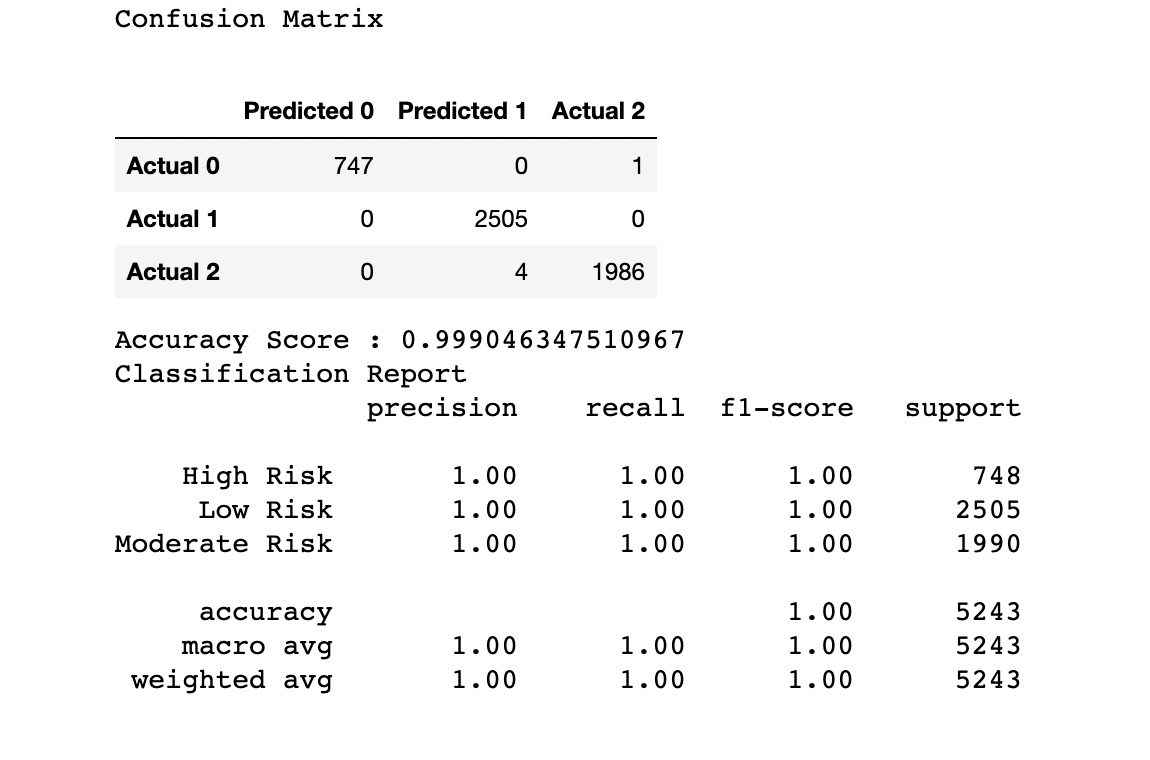 Confusion Matrix
Predicted 0 Predicted 1 Actual 2
Actual 0 747 0 1
Actual 1 0 2505 0
Actual 2 0 4 1986
Accuracy Score : 0.999046347510967
Classification Report
precision recall f1-score support
High Risk 1.00 1.00 1.00 748
Low Risk 1.00 1.00 1.00 2505
Moderate Risk 1.00 1.00 1.00 1990
accuracy 1.00 5243
macro avg 1.00 1.00 1.00 5243
weighted avg 1.00 1.00 1.00 5243